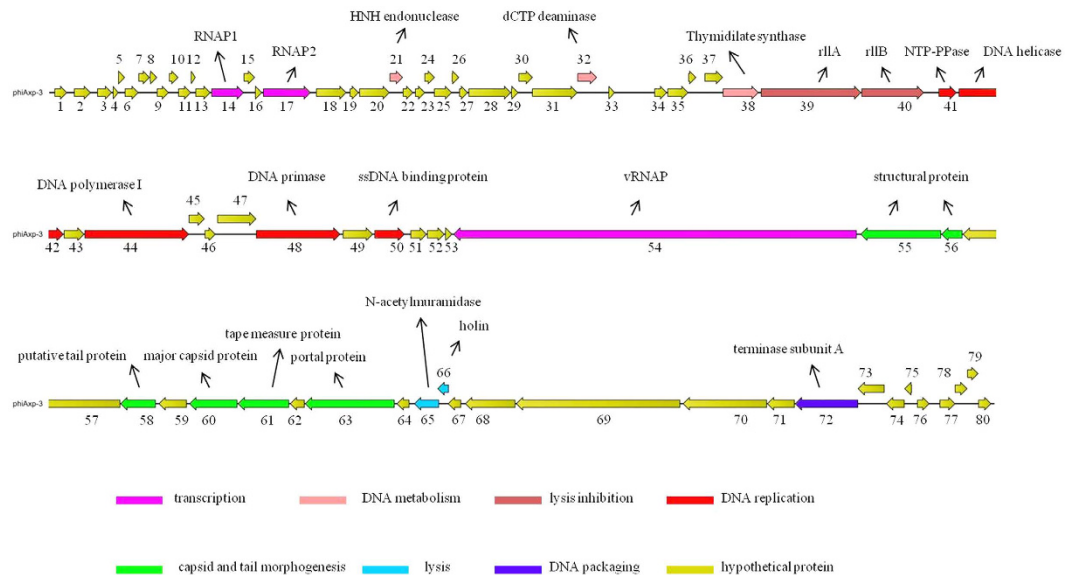 HNH endonuclease dCTP deaminase
RNAP1 RNAP2 Thymidilate synthase rIIA rIIB NTP-PPase DNA helicase
5 7 8 10 12 15 21 24 26 30 32 36 37
phiAxp-3
1 2 3 4 6 9 11 13 14 16 17 18 19 20 22 23 25 27 28 29 31 33 34 35 38 39 40 41
DNA polymerase I DNA primase ssDNA binding protein vRNAP structural protein
45 47
phiAxp-3
42 43 44 46 48 49 50 51 52 53 54 55 56
N-acetylmuramidase
tape measure protein holin
putative tail protein major capsid protein portal protein terminase subunit A
66 73 75 78 79
phiAxp-3
57 58 59 60 61 62 63 64 65 67 68 69 70 71 72 74 76 77 80
transcription DNA metabolism lysis inhibition DNA replication
capsid and tail morphogenesis lysis DNA packaging hypothetical protein